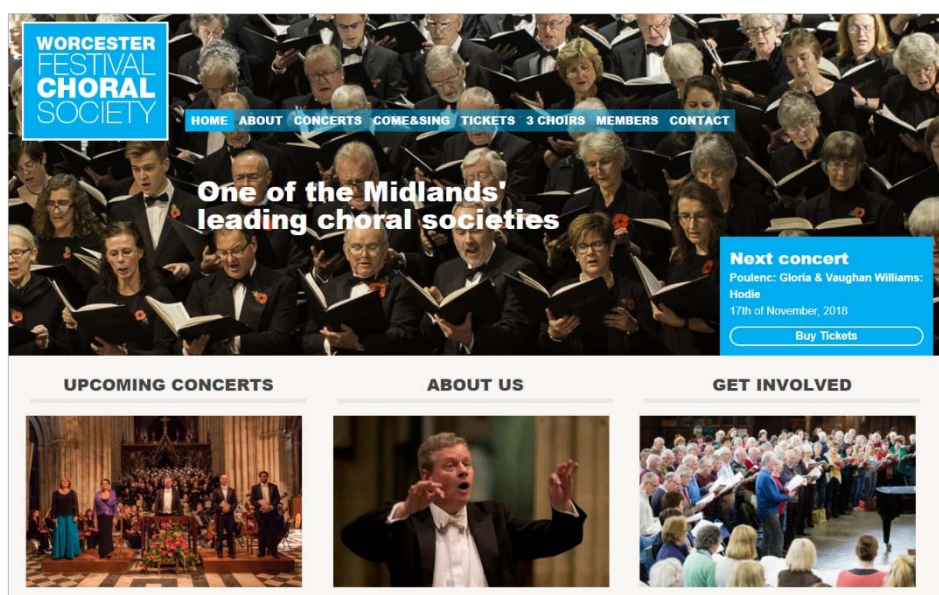 WORCESTER
FESTIVAL
CHORAL
SOCIETY
HOME ABOUT CONCERTS COME&SING TICKETS 3 CHOIRS MEMBERS CONTACT
One of the Midlands'
leading choral societies
Next concert
Poulenc: Gloria & Vaughan Williams:
Hodie
17th of November, 2018
Buy Tickets
UPCOMING CONCERTS
ABOUT US
GET INVOLVED